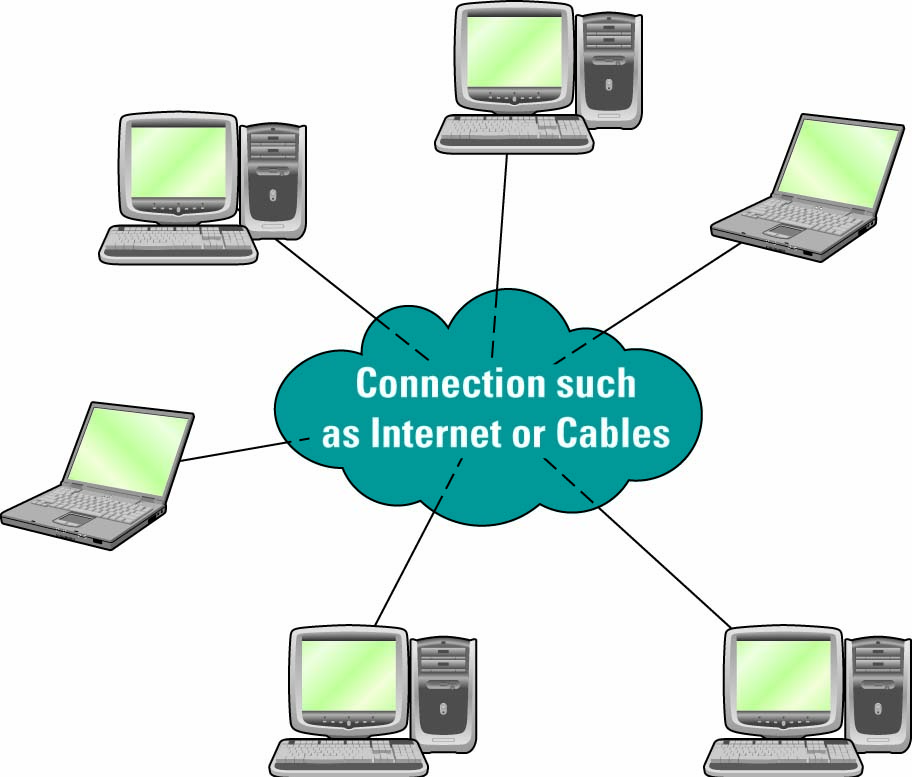 Connection such
as Internet or Cables